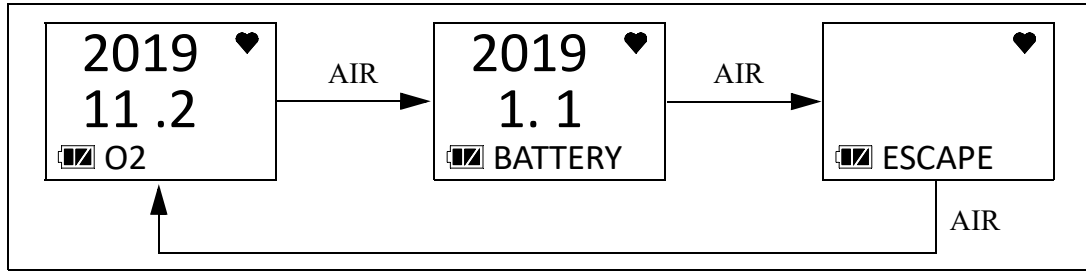 2019
11 .2
O2
AIR
2019
1. 1
BATTERY
AIR
ESCAPE
AIR